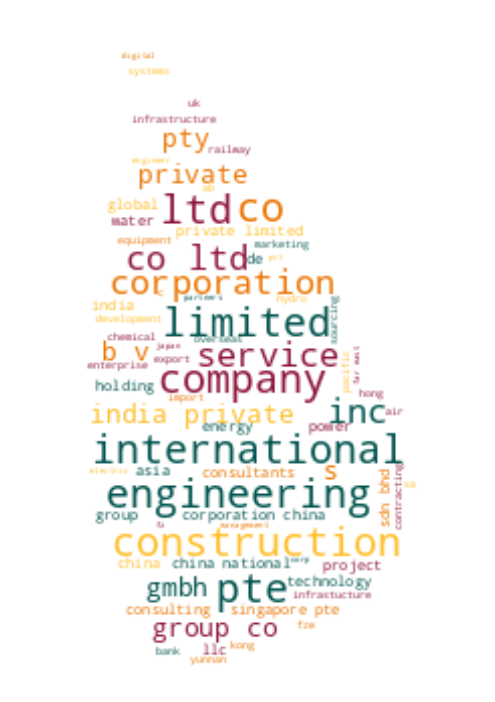 digital
systems
uk
infrastructure
pty
railway
engineer
private
global
ltd co
water
private limited
equipment
marketing
co ltd
de
pvt
corporation
partners
hydro
india
sourcing
development
limited
chemical
overseas
japan
b v
service
export
enterprise
pacific
far east
holding
company
hong
import
india private
inc
air
energy
power
international
electric
asia
consultants
s
sdn bhd
contracting
engineering
group
corporation china
management
construction
china
china national
corp
project
gmbh
pte
technology
infrastucture
consulting
singapore pte
group co
fze
bank
llc
kong
yunnan